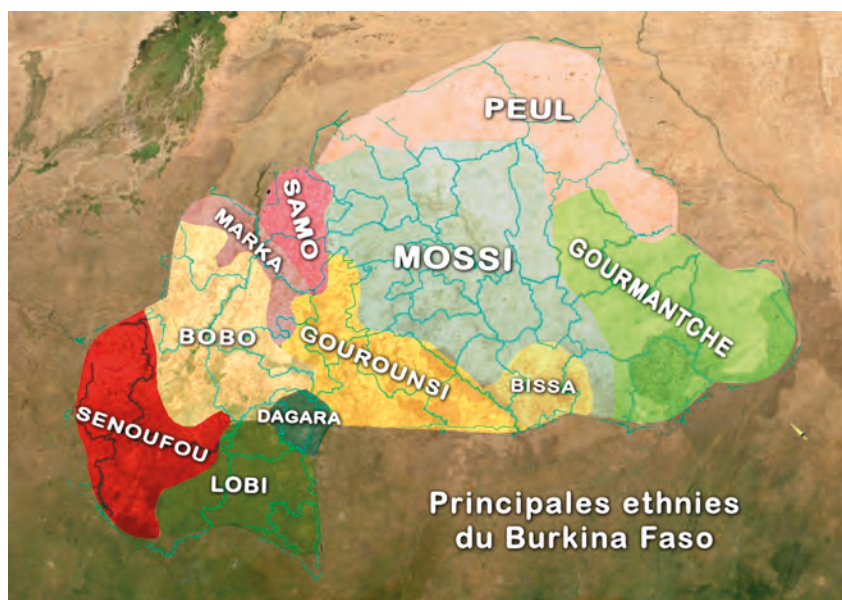 PEUL
SAMO
MARKA
MOSSI
GOURMANTCHE
BOBO
GOUROUNSI
BISSA
SENOUFOU
DAGARA
LOBI
Principales ethnies
du Burkina Faso